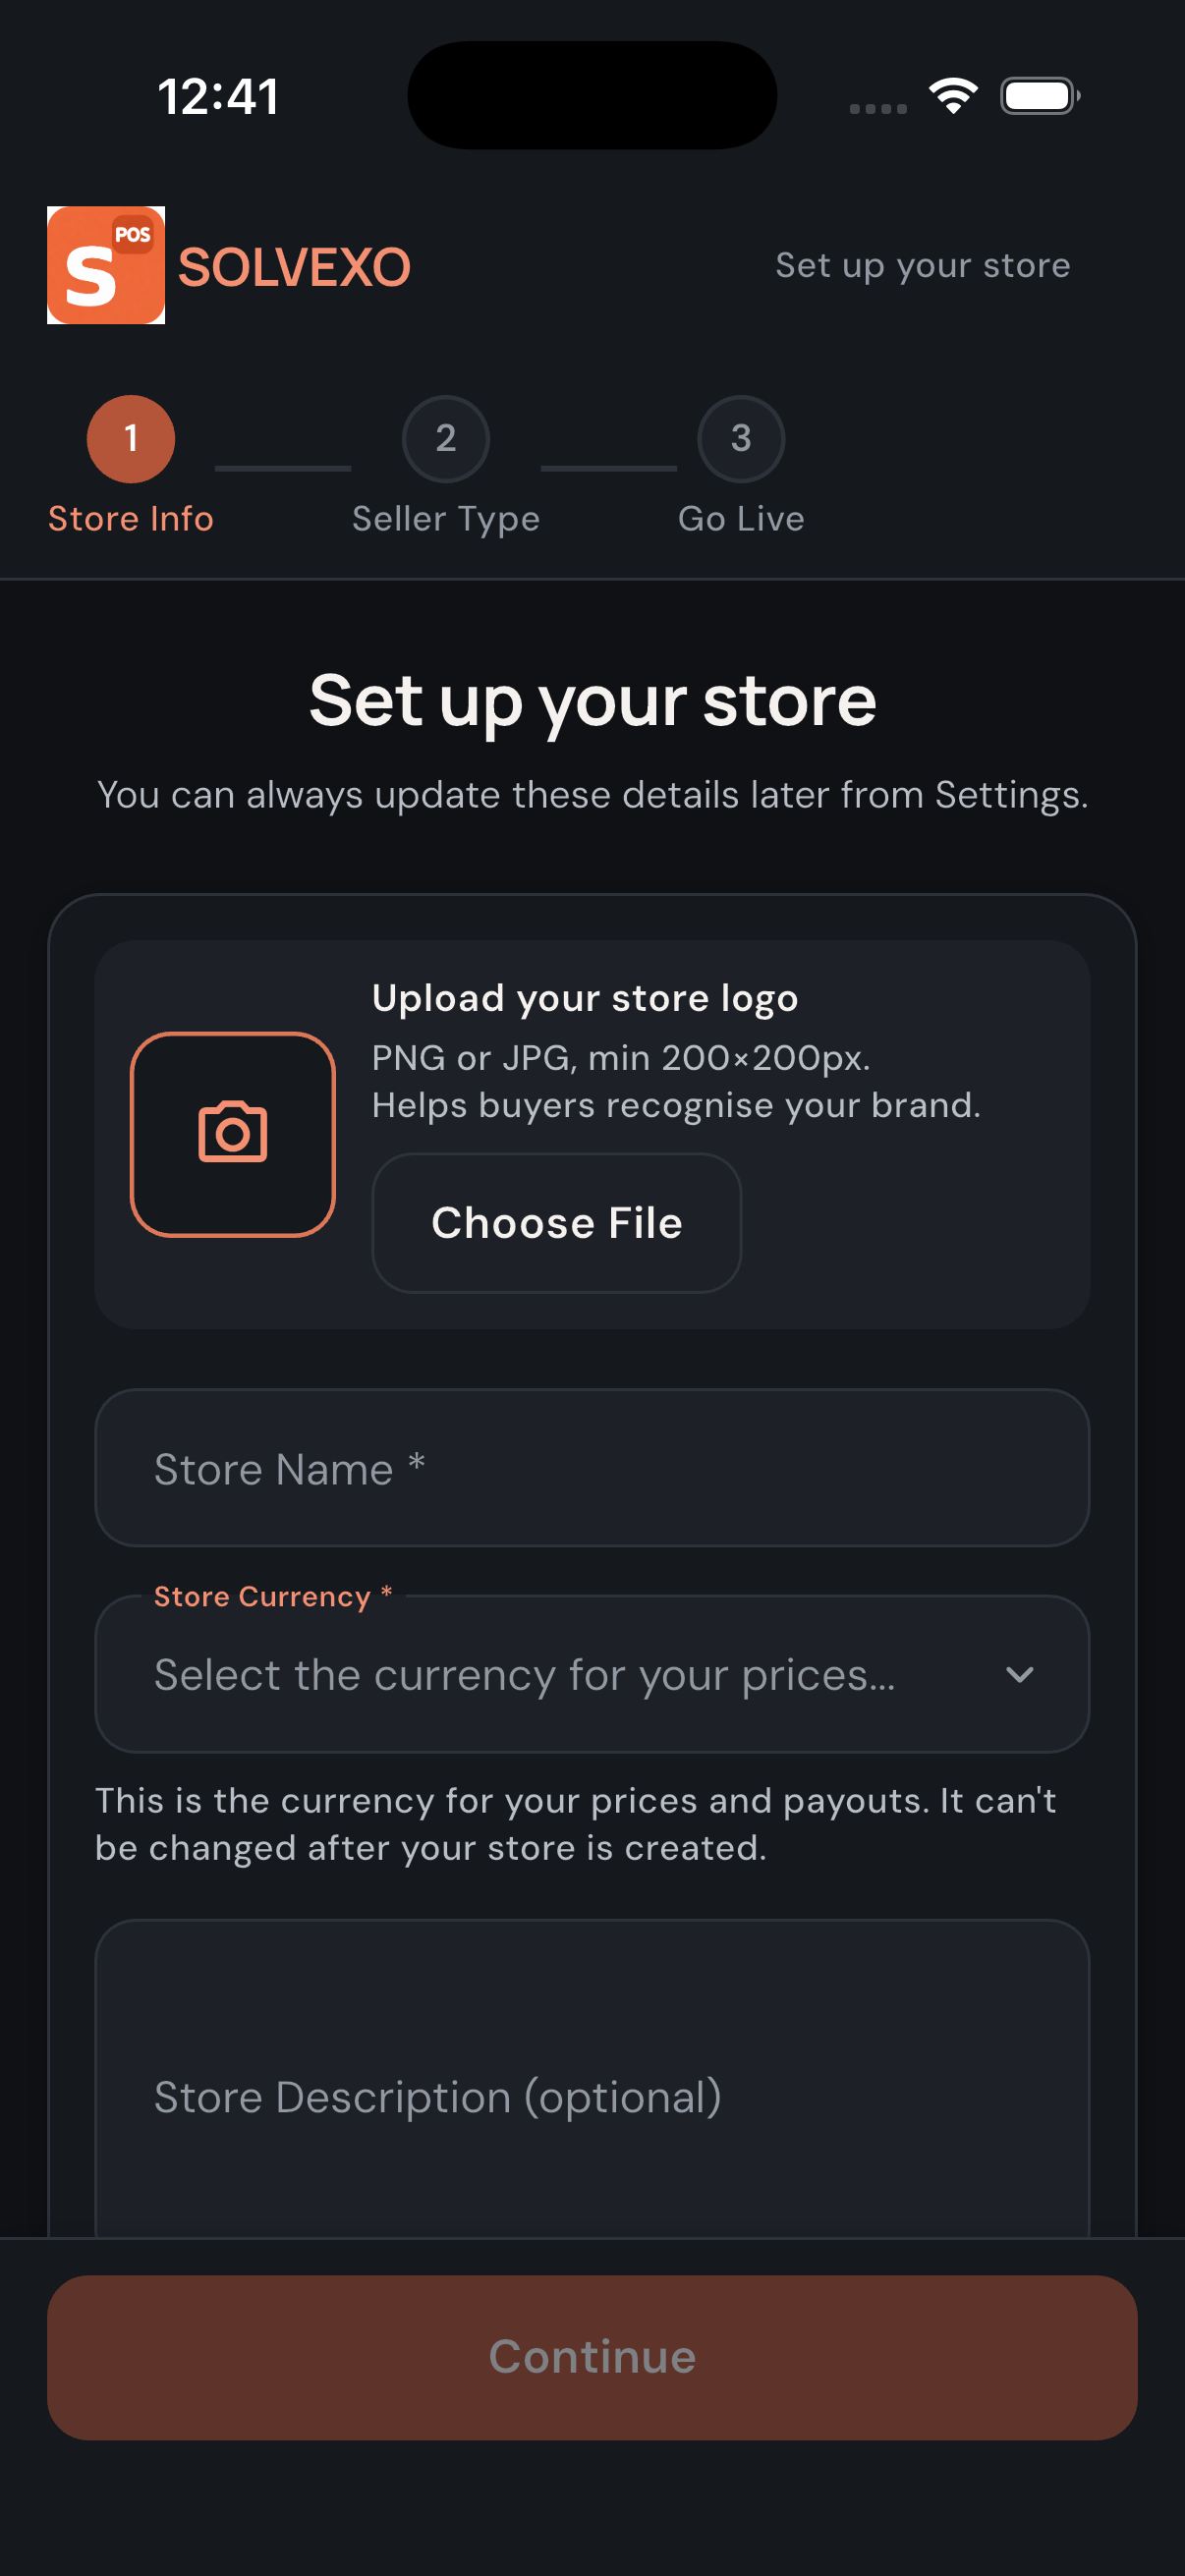 12:41
S POS
SOLVEXO
Set up your store
1
2
3
Store Info
Seller Type
Go Live
Set up your store
You can always update these details later from Settings.
Upload your store logo
PNG or JPG, min 200×200px.
Helps buyers recognise your brand.
Choose File
Store Name *
Store Currency *
Select the currency for your prices...
This is the currency for your prices and payouts. It can't
be changed after your store is created.
Store Description (optional)
Continue